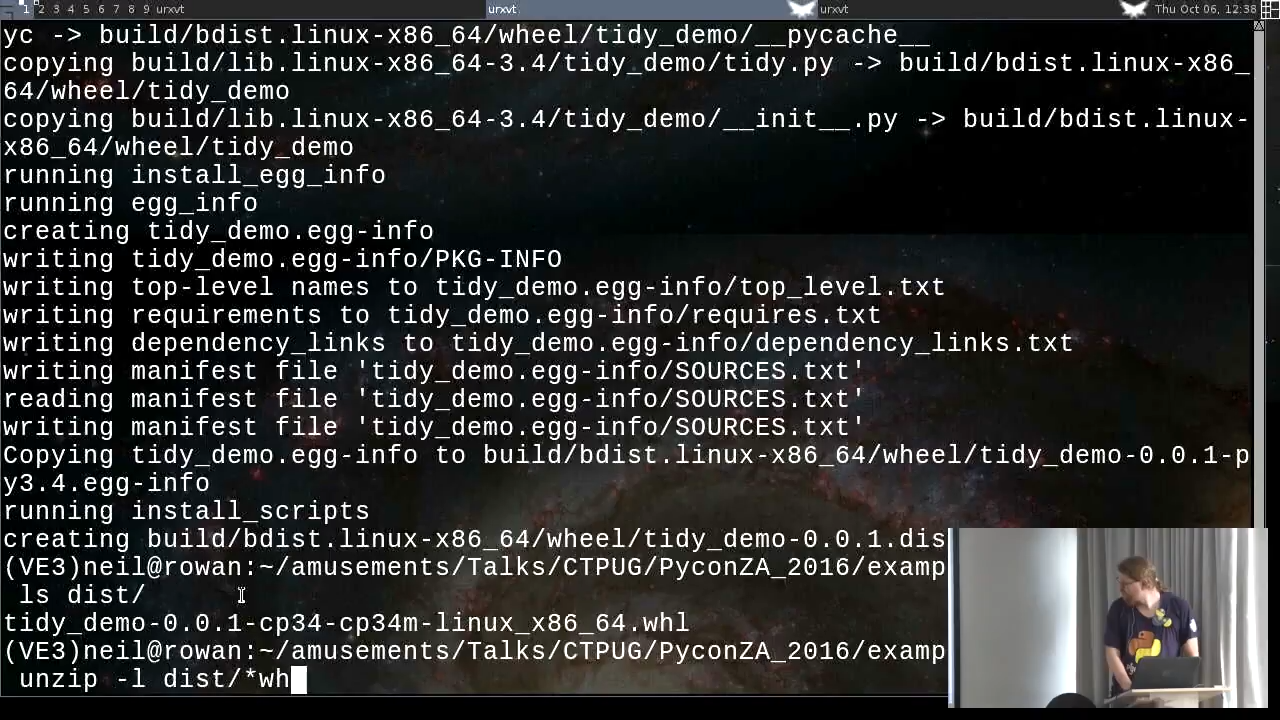 1 2 3 4 5 6 7 8 9 urxvt urxvt urxvt Thu Oct 06, 12:38
yc -> build/bdist.linux-x86_64/wheel/tidy_demo/__pycache__
copying build/lib.linux-x86_64-3.4/tidy_demo/tidy.py -> build/bdist.linux-x86_
64/wheel/tidy_demo
copying build/lib.linux-x86_64-3.4/tidy_demo/__init__.py -> build/bdist.linux-
x86_64/wheel/tidy_demo
running install_egg_info
running egg_info
creating tidy_demo.egg-info
writing tidy_demo.egg-info/PKG-INFO
writing top-level names to tidy_demo.egg-info/top_level.txt
writing requirements to tidy_demo.egg-info/requires.txt
writing dependency_links to tidy_demo.egg-info/dependency_links.txt
writing manifest file 'tidy_demo.egg-info/SOURCES.txt'
reading manifest file 'tidy_demo.egg-info/SOURCES.txt'
writing manifest file 'tidy_demo.egg-info/SOURCES.txt'
Copying tidy_demo.egg-info to build/bdist.linux-x86_64/wheel/tidy_demo-0.0.1-p
y3.4.egg-info
running install_scripts
creating build/bdist.linux-x86_64/wheel/tidy_demo-0.0.1.dis
(VE3)neil@rowan:~/amusements/Talks/CTPUG/PyconZA_2016/examp
ls dist/
tidy_demo-0.0.1-cp34-cp34m-linux_x86_64.whl
(VE3)neil@rowan:~/amusements/Talks/CTPUG/PyconZA_2016/examp
unzip -l dist/*wh